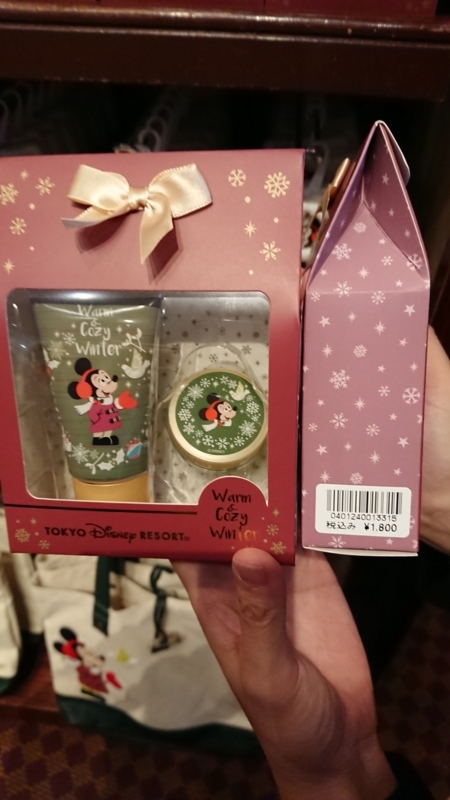 Warm
&
Cozy
Winter
Warm
&
Cozy
Winter
TOKYO Disney RESORT®
0401240013315
税込み ¥1.800